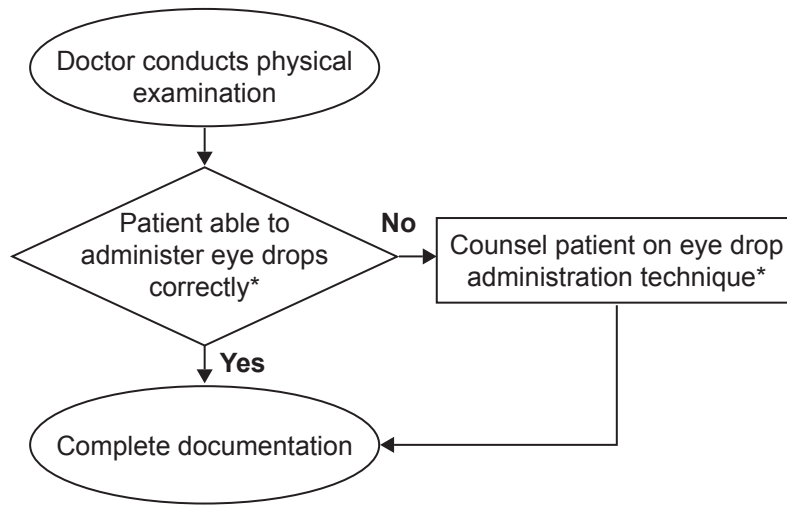 Doctor conducts physical
examination
Patient able to
administer eye drops
correctly*
No
Counsel patient on eye drop
administration technique*
Yes
Complete documentation